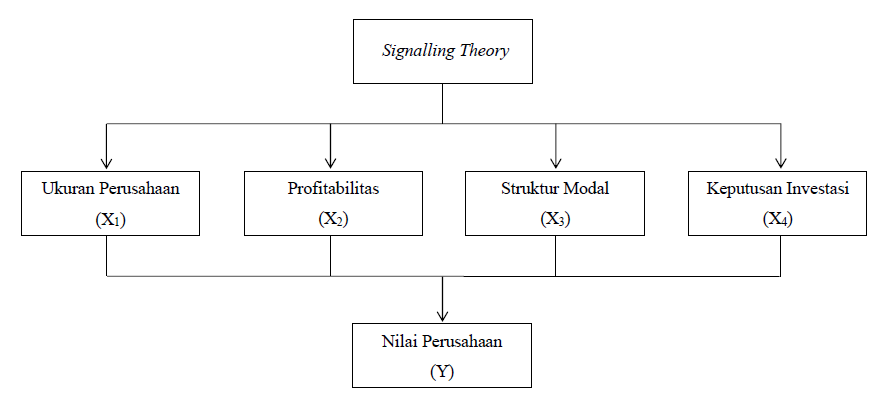 Signalling Theory
Ukuran Perusahaan
(X₁)
Profitabilitas
(X₂)
Struktur Modal
(X₃)
Keputusan Investasi
(X₄)
Nilai Perusahaan
(Y)